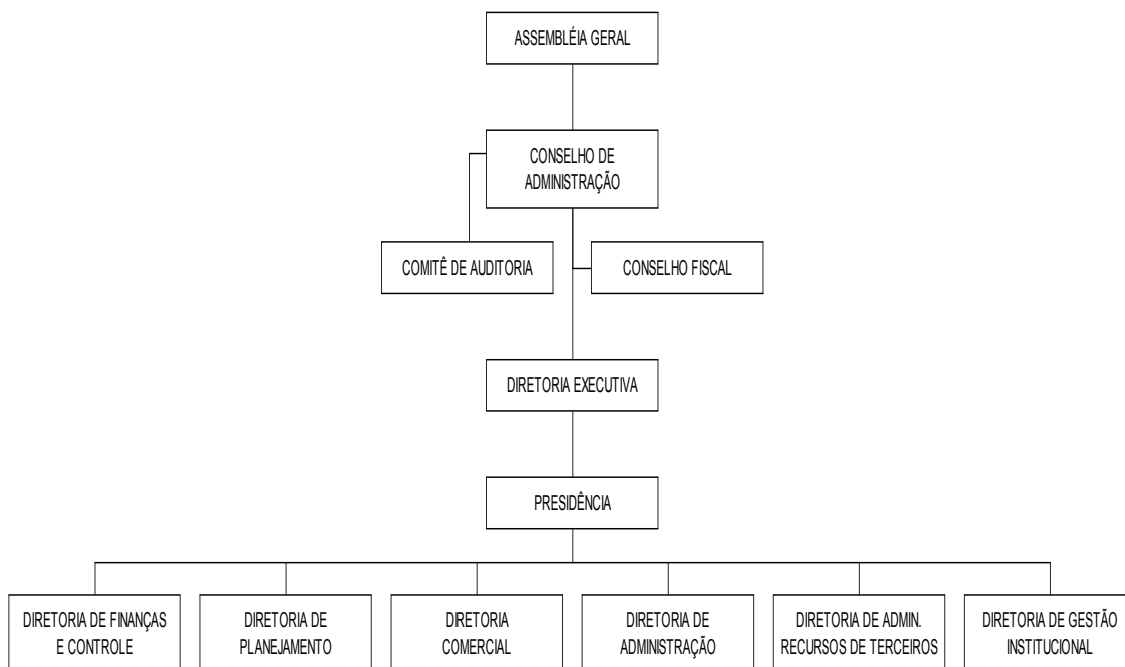 ASSEMBLÉIA GERAL
CONSELHO DE
ADMINISTRAÇÃO
COMITÊ DE AUDITORIA
CONSELHO FISCAL
DIRETORIA EXECUTIVA
PRESIDÊNCIA
DIRETORIA DE FINANÇAS
E CONTROLE
DIRETORIA DE
PLANEJAMENTO
DIRETORIA
COMERCIAL
DIRETORIA DE
ADMINISTRAÇÃO
DIRETORIA DE ADMIN.
RECURSOS DE TERCEIROS
DIRETORIA DE GESTÃO
INSTITUCIONAL